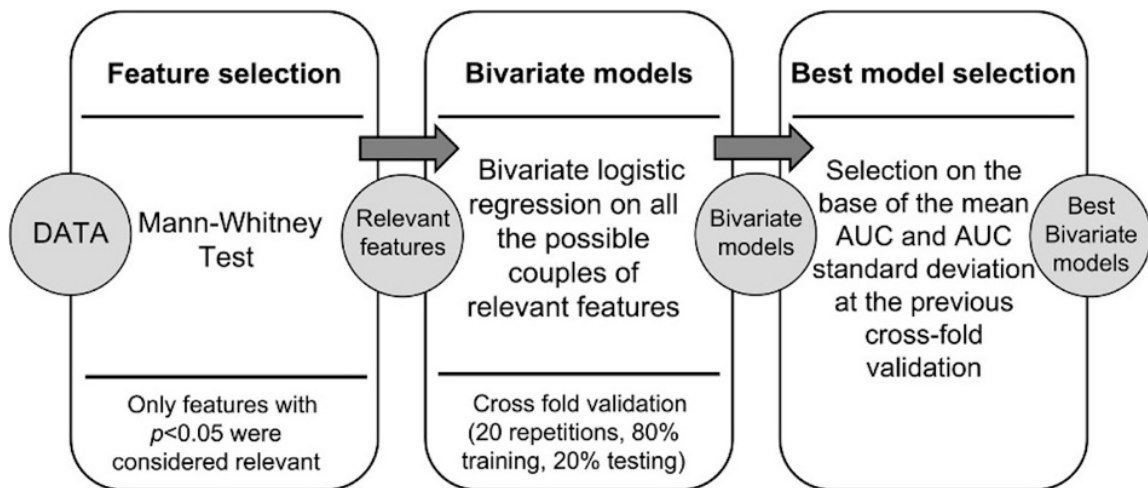 Feature selection
DATA
Mann-Whitney
Test
Only features with
p<0.05 were
considered relevant
Relevant
features
Bivariate models
Bivariate logistic
regression on all
the possible
couples of
relevant features
Cross fold validation
(20 repetitions, 80%
training, 20% testing)
Bivariate
models
Best model selection
Selection on the
base of the mean
AUC and AUC
standard deviation
at the previous
cross-fold
validation
Best
Bivariate
models